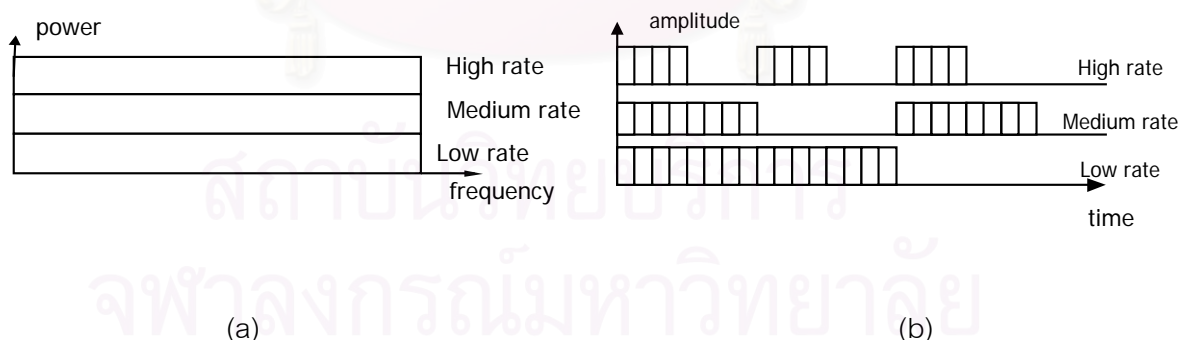 power
High rate
Medium rate
Low rate
frequency
(a)
amplitude
High rate
Medium rate
Low rate
time
(b)
สถาบันวิทยบริการ
จุฬาลงกรณ์มหาวิทยาลัย